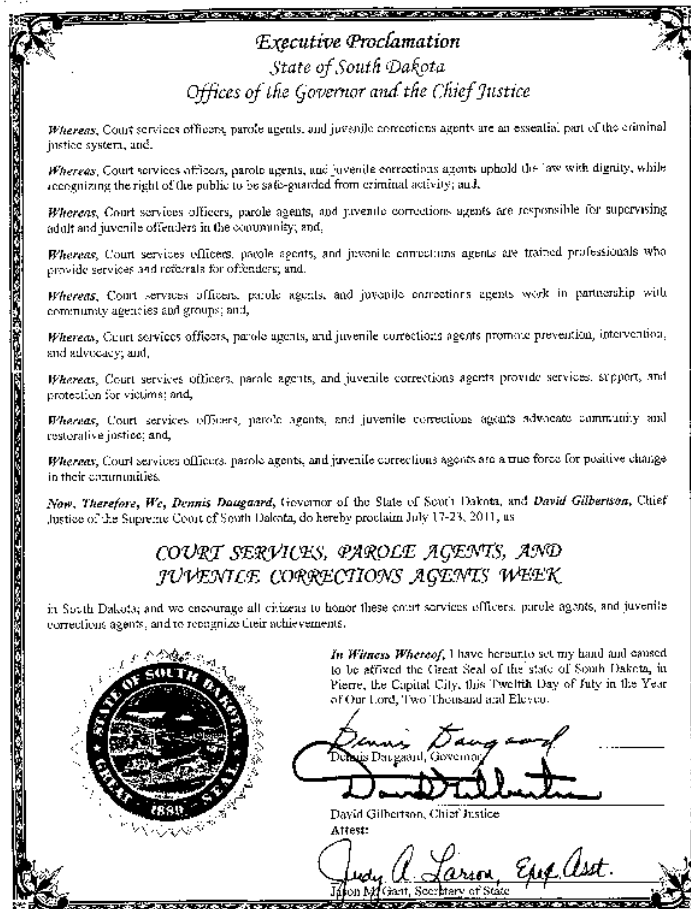 Executive Proclamation
State of South Dakota
Offices of the Governor and the Chief Justice
Whereas, Court services officers, parole agents, and juvenile corrections agents are an essential part of the criminal
justice system, and,
Whereas, Court services officers, parole agents, and juvenile corrections agents uphold the law with dignity, while
recognizing the right of the public to be safe-guarded from criminal activity; and,
Whereas, Court services officers, parole agents, and juvenile corrections agents are responsible for supervising
adult and juvenile offenders in the community; and,
Whereas, Court services officers, parole agents, and juvenile corrections agents are trained professionals who
provide services and referrals for offenders; and,
Whereas, Court services officers, parole agents, and juvenile corrections agents work in partnership with
community agencies and groups; and,
Whereas, Court services officers, parole agents, and juvenile corrections agents promote prevention, intervention,
and advocacy; and,
Whereas, Court services officers, parole agents, and juvenile corrections agents provide services, support, and
protection for victims; and,
Whereas, Court services officers, parole agents, and juvenile corrections agents advocate community and
restorative justice; and,
Whereas, Court services officers, parole agents, and juvenile corrections agents are a true force for positive change
in their communities.
Now, Therefore, We, Dennis Daugaard, Governor of the State of South Dakota, and David Gilbertson, Chief
Justice of the Supreme Court of South Dakota, do hereby proclaim July 17-23, 2011, as
COURT SERVICES, PAROLE AGENTS, AND
JUVENILE CORRECTIONS AGENTS WEEK
in South Dakota; and we encourage all citizens to honor these court services officers, parole agents, and juvenile
corrections agents, and to recognize their achievements.
In Witness Whereof, I have hereunto set my hand and caused
to be affixed the Great Seal of the state of South Dakota, in
Pierre, the Capital City, this Twelfth Day of July in the Year
of Our Lord, Two Thousand and Eleven.
STATE OF SOUTH DAKOTA
GREAT SEAL
1889
Dennis Daugaard
Dennis Daugaard, Governor
David Gilbertson
David Gilbertson, Chief Justice
Attest:
Judy A. Larson, Exec Asst.
Jason M. Gant, Secretary of State